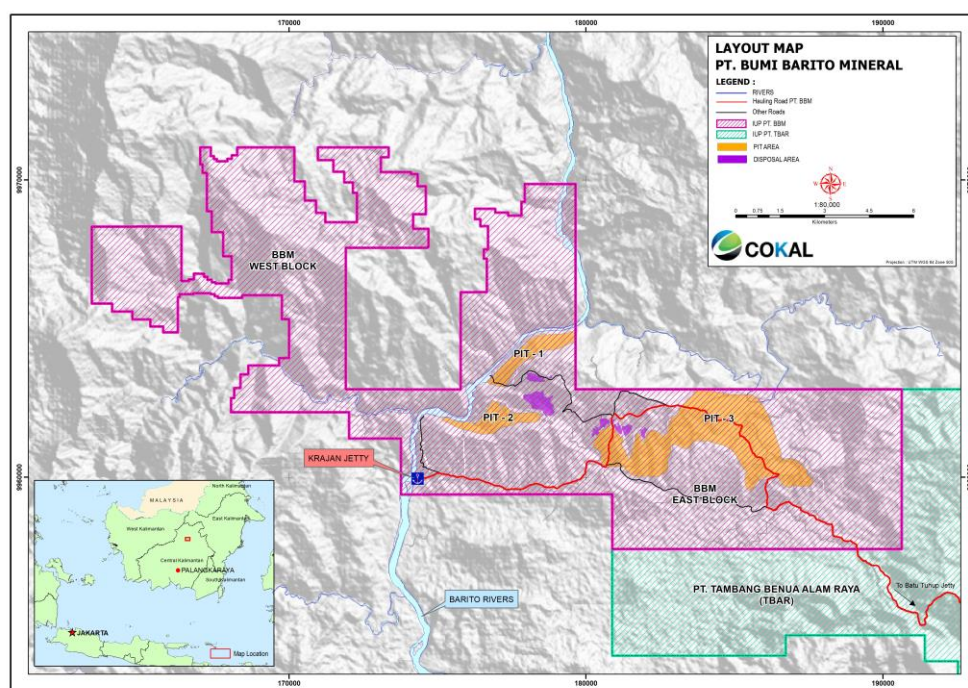 170000
180000
190000
LAYOUT MAP
PT. BUMI BARITO MINERAL
LEGEND :
RIVERS
Hauling Road PT. BBM
Other Roads
IUP PT. BBM
IUP PT. TBAR
PIT AREA
DISPOSAL AREA
N
W
E
S
1:80,000
0 0.75 1.5 3 4.5 6
Kilometers
COKAL
9970000
BBM
WEST BLOCK
PIT - 1
PIT - 2
PIT - 3
KRAJAN JETTY
9960000
BBM
EAST BLOCK
MALAYSIA
North Kalimantan
East Kalimantan
West Kalimantan
Central Kalimantan
PALANGKARAYA
South Kalimantan
JAKARTA
Map Location
BARITO RIVERS
PT. TAMBANG BENUA ALAM RAYA
(TBAR)
To Batu Tuhup Jetty
170000
180000
190000